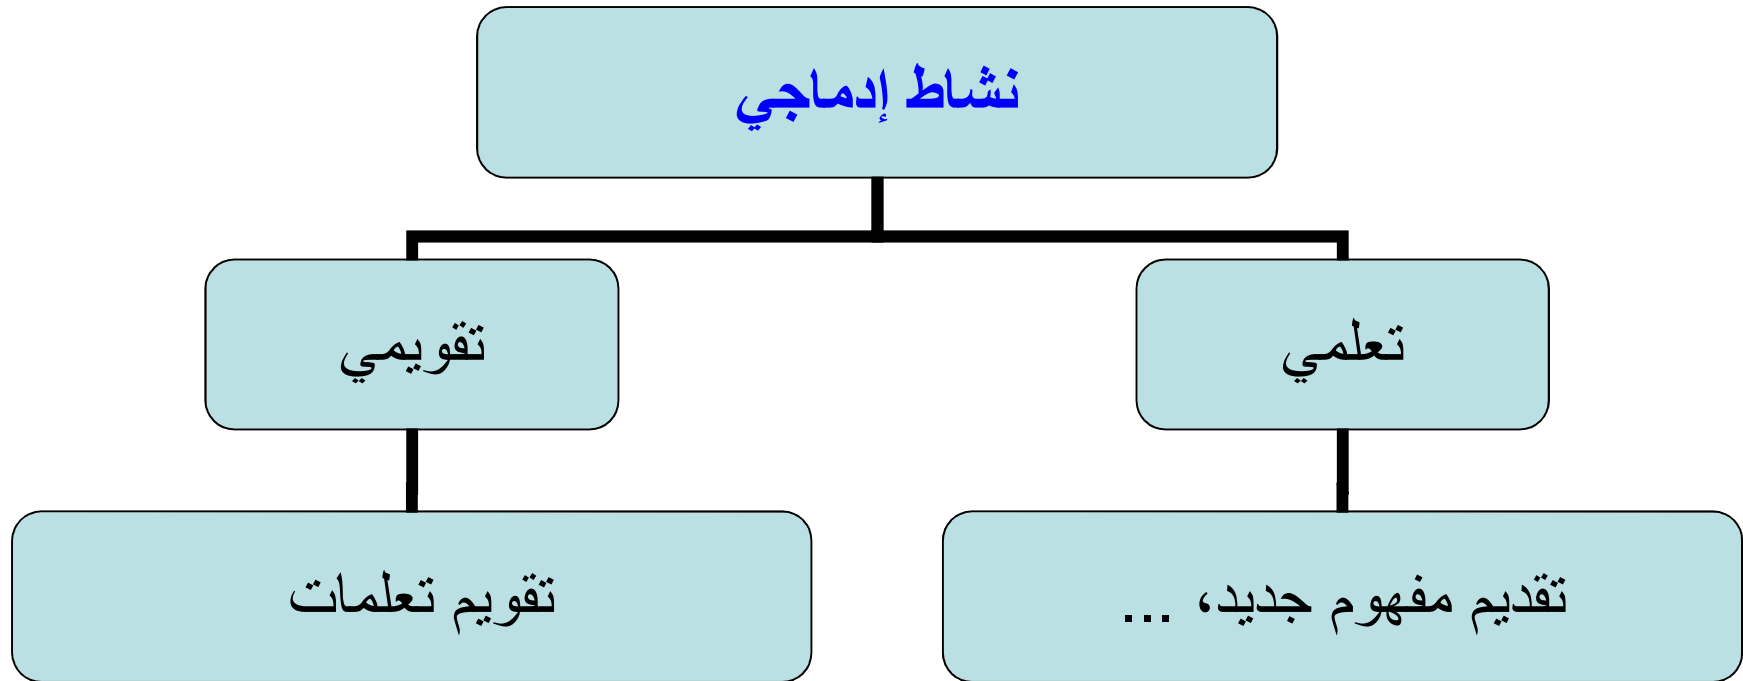 نشاط إدماجي
تعلمي
تقويمي
تقديم مفهوم جديد، ...
تقويم تعلمات